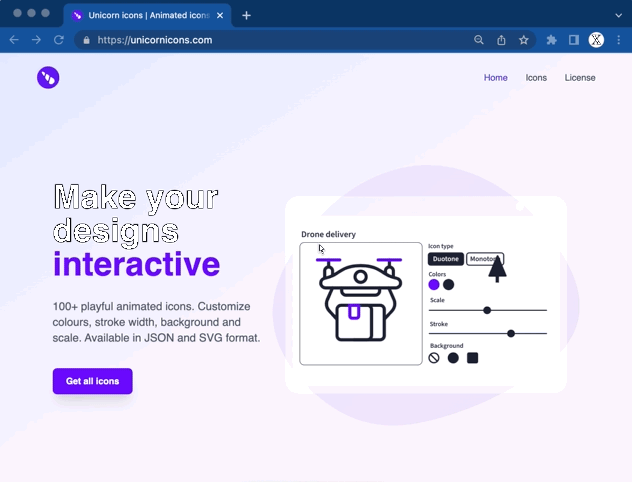 Unicorn icons | Animated icons
https://unicornicons.com
Home
Icons
License
Make your
designs
interactive
100+ playful animated icons. Customize
colours, stroke width, background and
scale. Available in JSON and SVG format.
Get all icons
Drone delivery
Icon type
Duotone
Colors
Scale
Stroke
Background